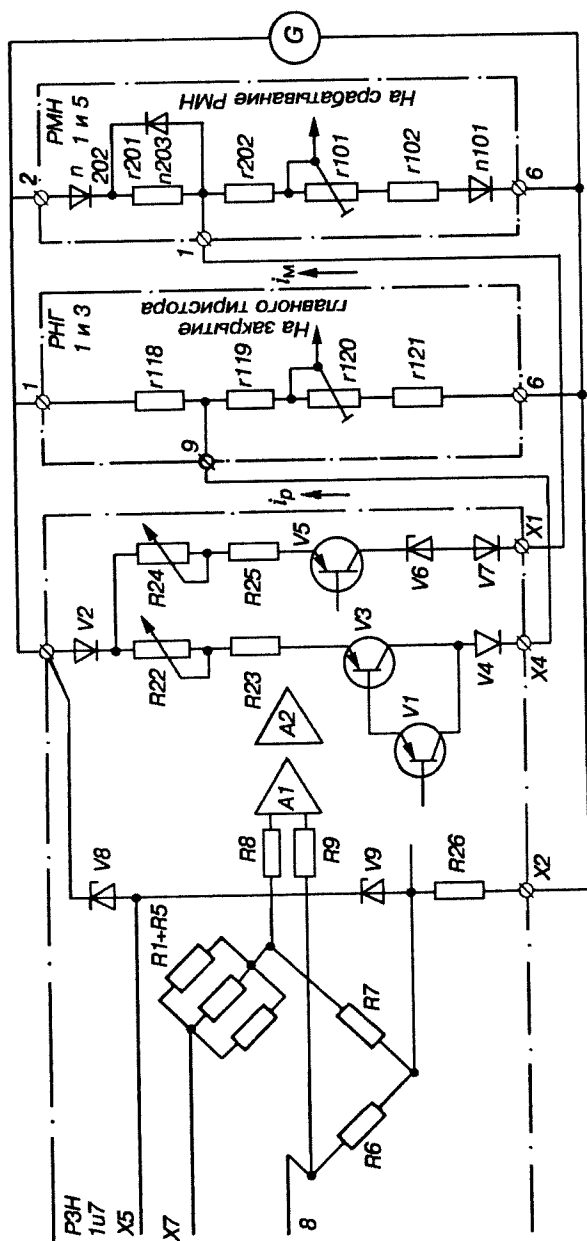 РЗН
1и7
X5
X7
8
R1÷R5
R6
R7
R8
R9
A1
A2
V8
V9
R26
X2
V2
R22
R24
R23
R25
V5
V3
V1
V6
V7
V4
X4
X1
iр
РНГ
1 и 3
1
r118
9
r119
r120
r121
6
На закрытие
главного тиристора
iм
РМН
1 и 5
2
п
202
r201
п203
1
r202
r101
r102
п101
6
На срабатывание РМН
G